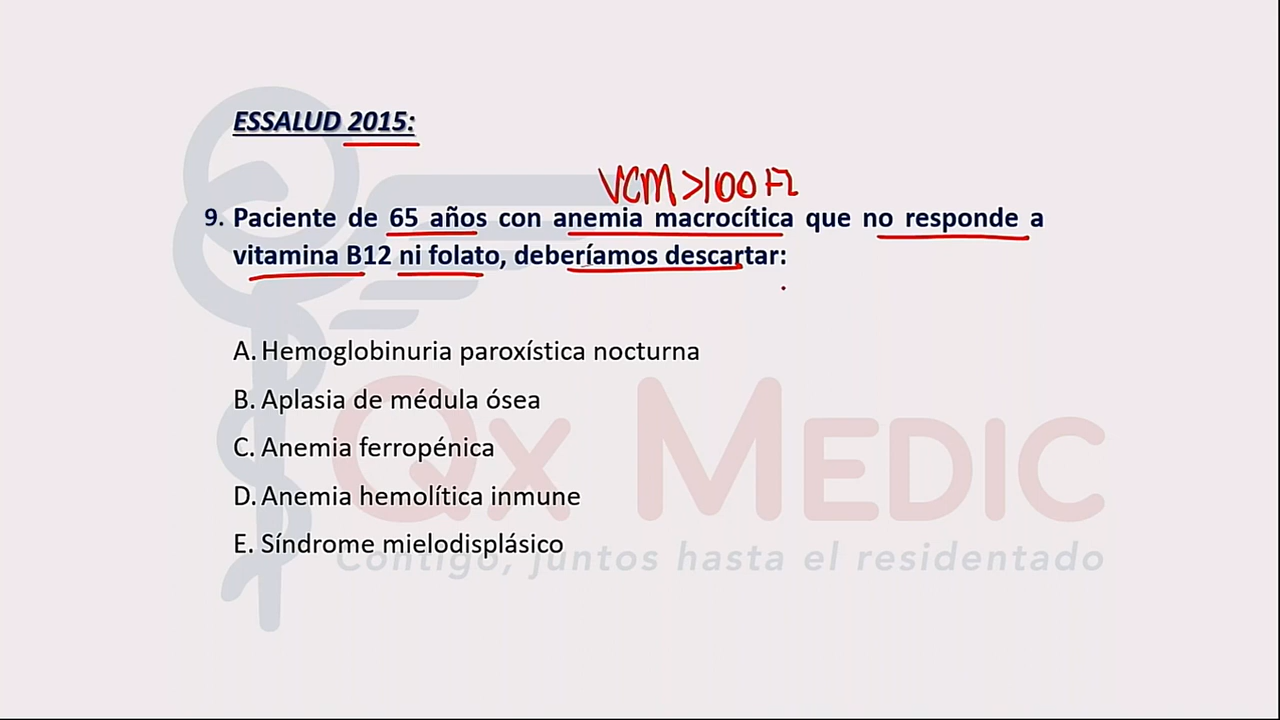 ESSALUD 2015:
VCM >100 FL
9. Paciente de 65 años con anemia macrocítica que no responde a
vitamina B12 ni folato, deberíamos descartar:
A. Hemoglobinuria paroxística nocturna
B. Aplasia de médula ósea
C. Anemia ferropénica
D. Anemia hemolítica inmune
E. Síndrome mielodisplásico
QX MEDIC
Contigo, juntos hasta el residentado